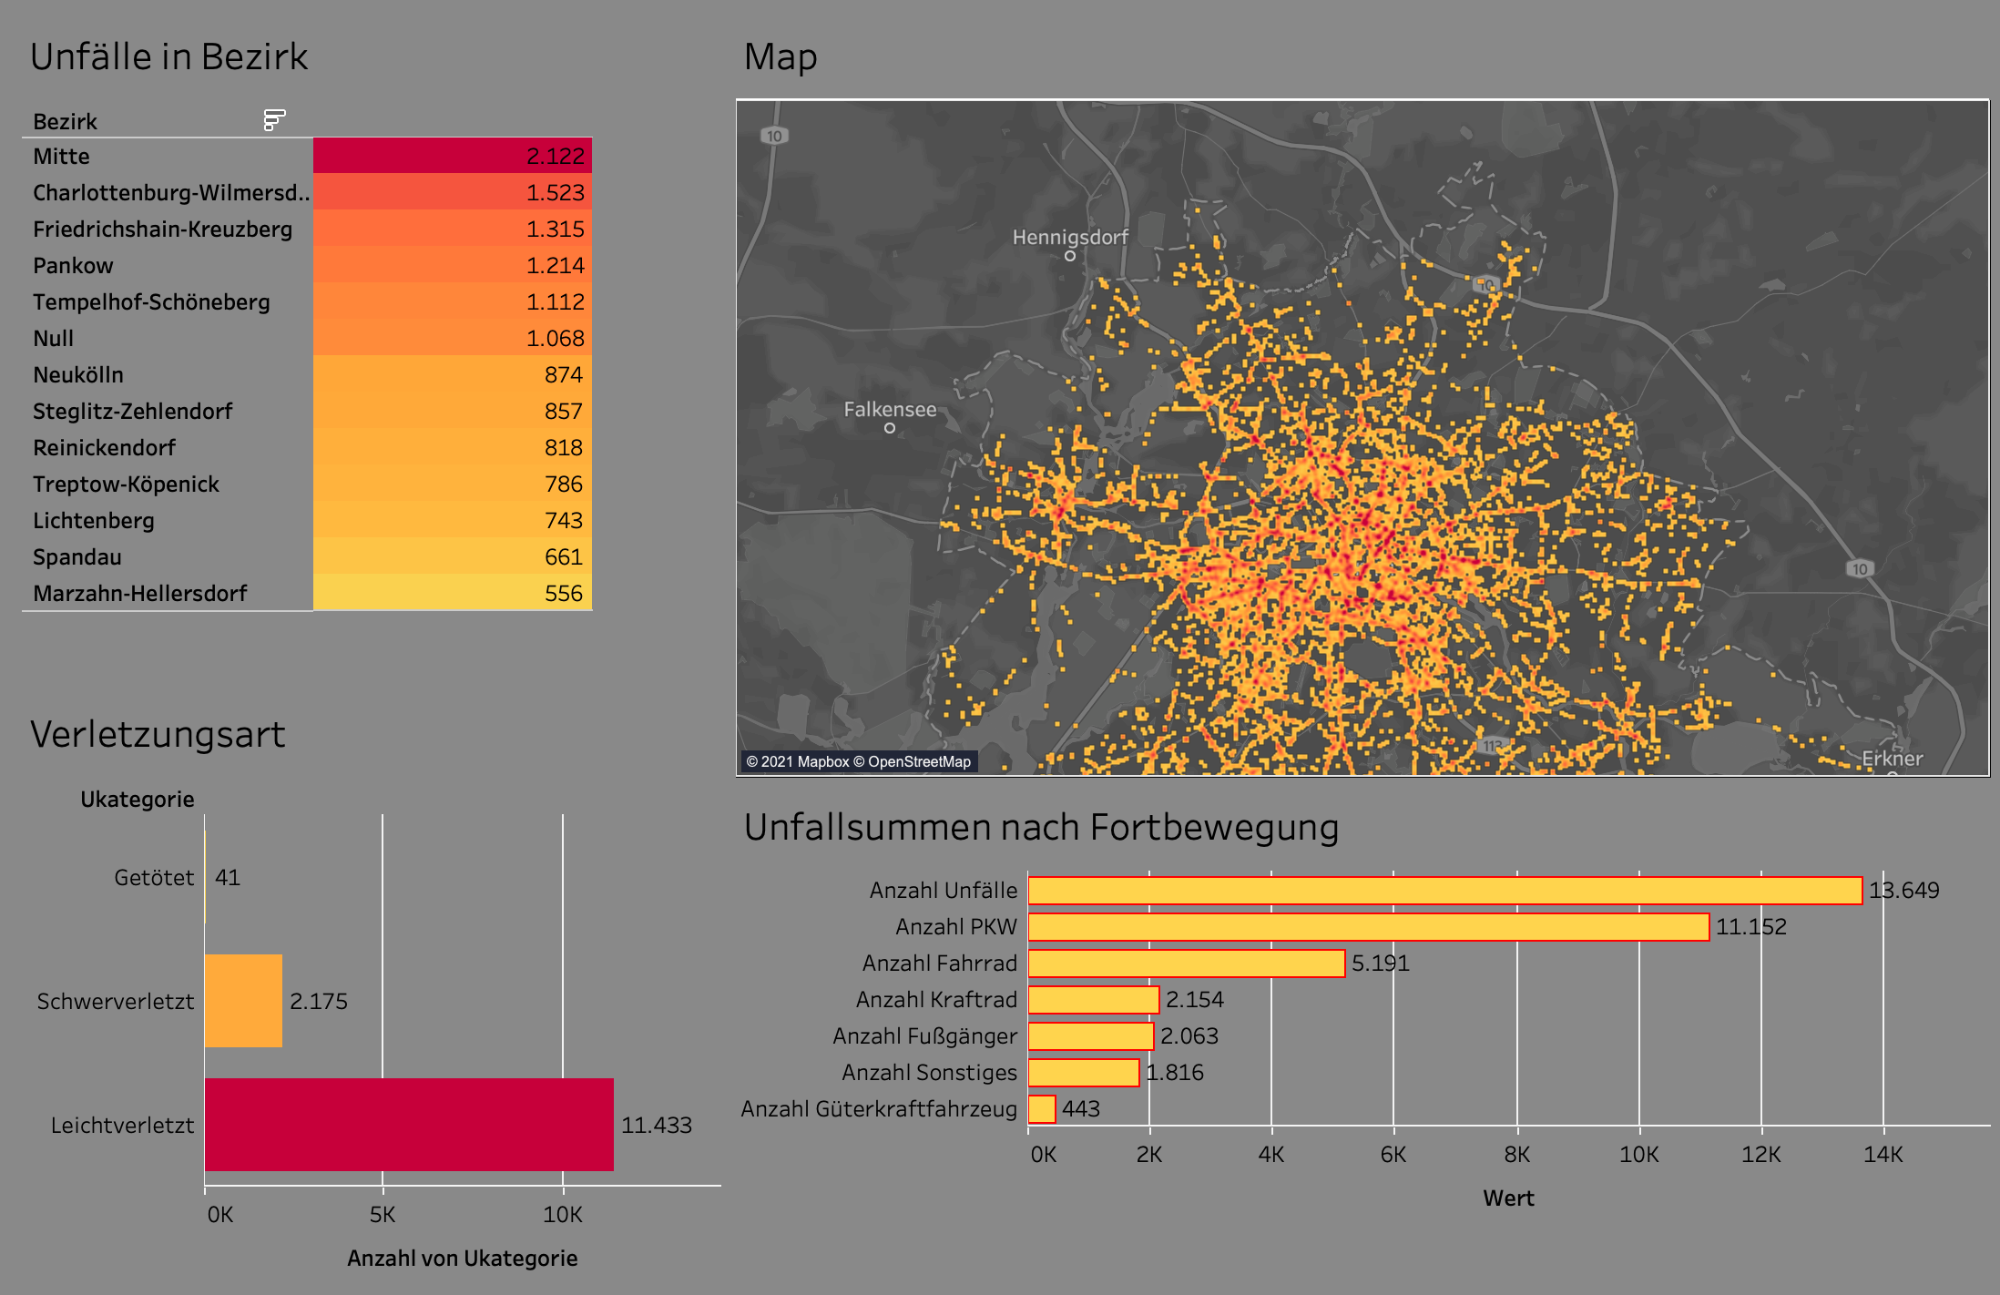 Unfälle in Bezirk
Bezirk
Mitte 2.122
Charlottenburg-Wilmersd.. 1.523
Friedrichshain-Kreuzberg 1.315
Pankow 1.214
Tempelhof-Schöneberg 1.112
Null 1.068
Neukölln 874
Steglitz-Zehlendorf 857
Reinickendorf 818
Treptow-Köpenick 786
Lichtenberg 743
Spandau 661
Marzahn-Hellersdorf 556
Map
10
Hennigsdorf
10
Falkensee
10
113
Erkner
© 2021 Mapbox © OpenStreetMap
Verletzungsart
Ukategorie
Getötet 41
Schwerverletzt 2.175
Leichtverletzt 11.433
0K 5K 10K
Anzahl von Ukategorie
Unfallsummen nach Fortbewegung
Anzahl Unfälle 13.649
Anzahl PKW 11.152
Anzahl Fahrrad 5.191
Anzahl Kraftrad 2.154
Anzahl Fußgänger 2.063
Anzahl Sonstiges 1.816
Anzahl Güterkraftfahrzeug 443
0K 2K 4K 6K 8K 10K 12K 14K
Wert